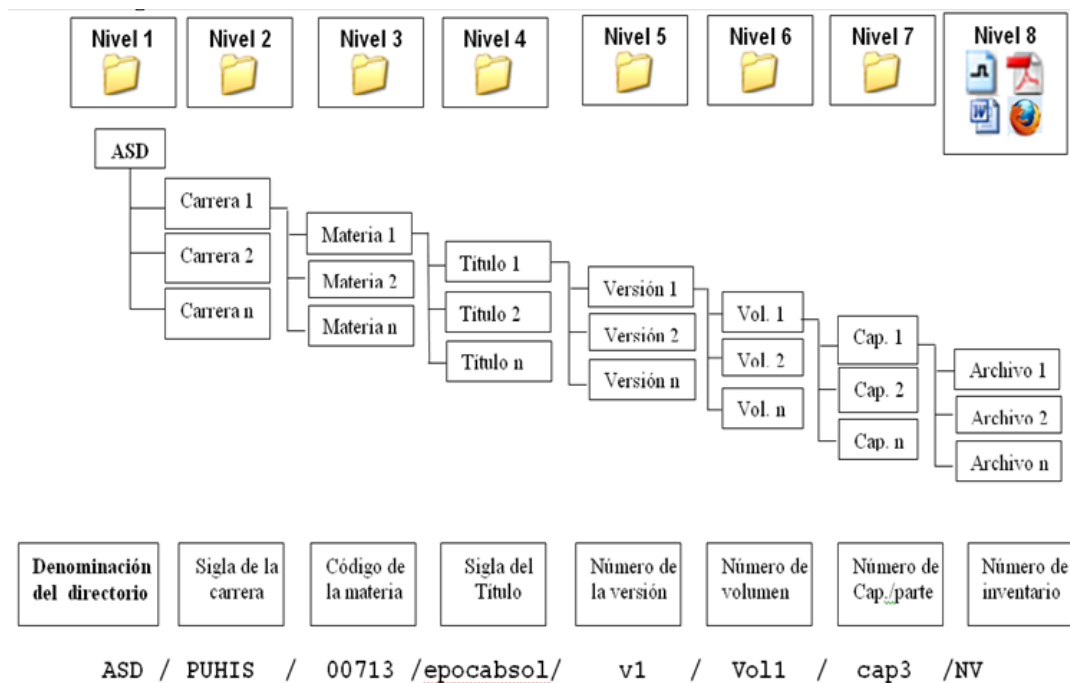 Nivel 1 Nivel 2 Nivel 3 Nivel 4 Nivel 5 Nivel 6 Nivel 7 Nivel 8
ASD
Carrera 1
Carrera 2
Carrera n
Materia 1
Materia 2
Materia n
Titulo 1
Titulo 2
Titulo n
Versión 1
Versión 2
Versión n
Vol. 1
Vol. 2
Vol. n
Cap. 1
Cap. 2
Cap. n
Archivo 1
Archivo 2
Archivo n
Denominación
del directorio
Sigla de la
carrera
Código de
la materia
Sigla del
Titulo
Número de
la versión
Número de
volumen
Número de
Cap./parte
Número de
inventario
ASD / PUHIS / 00713 /epocabsol/ v1 / Vol1 / cap3 /NV